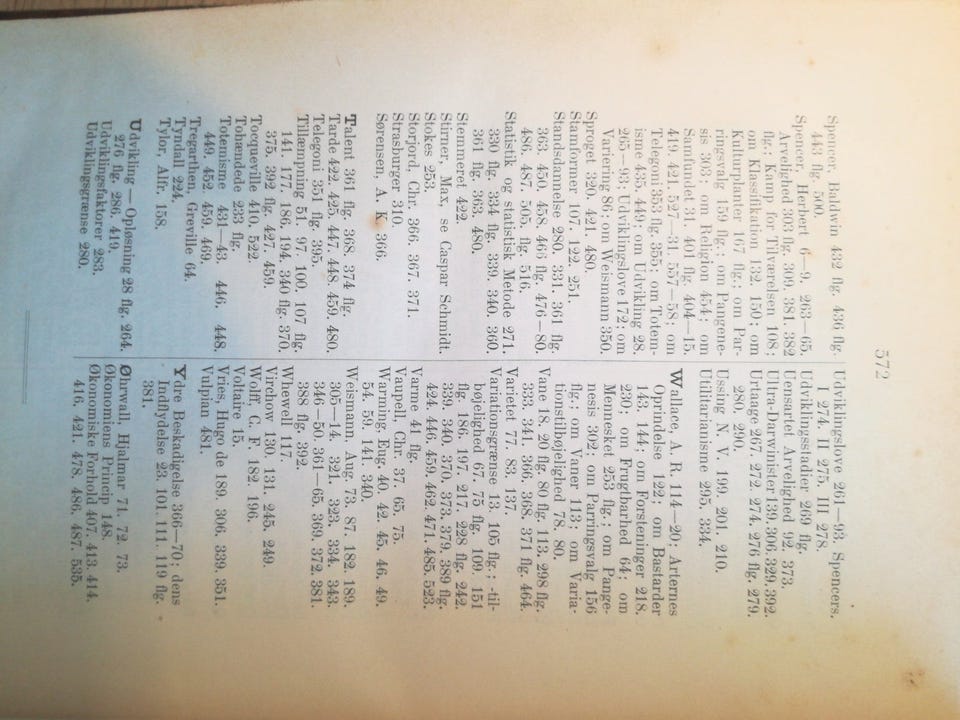 572
Spencer, Baldwin 432 flg. 436 flg.
443 flg. 500.
Spencer, Herbert 6—9. 263—65.
Arvelighed 303 flg. 309. 381. 382
flg.; Kamp for Tilværelsen 108;
om Klassifikation 132. 150; om
Kulturplanter 167 flg.; om Par-
ringsvalg 159 flg.; om Pangene-
sis 303; om Religion 454; om
Samfundet 31. 401 flg. 404—15.
419. 421. 527—31. 557—58; om
Telegoni 353 flg. 355; om Totem-
isme 435. 449; om Udvikling 28.
265—93; Udviklingslove 172; om
Variering 86; om Weismann 350.
Sproget 320. 421. 480.
Stamformer 107. 122. 251.
Standsdannelse 280. 331. 361 flg.
363. 450. 458. 466 flg. 476—80.
486. 487. 505. flg. 516.
Statistik og statistisk Metode 271.
330 flg. 334 flg. 339. 340. 360.
361 flg. 363. 480.
Stemmeret 422.
Stirner, Max, se Caspar Schmidt.
Stokes 253.
Storjord, Chr. 366. 367. 371.
Strasburger 310.
Sørensen, A. K. 366.
Talent 361 flg. 368. 374 flg.
Tarde 422. 425. 447. 448. 459. 480.
Telegoni 351 flg. 395.
Tillæmpning 51. 97. 100. 107 flg.
141. 177. 186. 194. 340 flg. 370.
375. 392 flg. 427. 459.
Tocqueville 410. 522.
Tobændede 233 flg.
Totemisme 431—43. 446. 448.
449. 452. 459. 469.
Tregarthen, Greville 64.
Tyndall 224.
Tylor, Alfr. 158.
Udvikling—Opløsning 28 flg. 264.
276 flg. 286. 419.
Udviklingsfaktorer 283.
Udviklingsgrænse 280.
Udviklingslove 261—93. Spencers.
I 274. II 275. III 278.
Udviklingsstadier 269 flg.
Uensartet Arvelighed 92. 373.
Ultra-Darwinister 139. 306. 329. 392.
Urtaage 267. 272. 274. 276 flg. 279.
280. 290.
Ussing N. V. 199. 201. 210.
Utilitarianisme 295. 334.
Wallace, A. R. 114—20; Arternes
Oprindelse 122; om Bastarder
143. 144; om Forsteninger 218.
230; om Frugtbarhed 64; om
Mennesket 253 flg.; om Pange-
nesis 302; om Parringsvalg 156
flg.; om Vaner 113; om Varia-
tionstilbøjelighed 78. 80.
Vane 18. 20 flg. 80 flg. 113. 298 flg.
333. 341. 366. 368. 371 flg. 464.
Varietet 77. 83. 137.
Variationsgrænse 13. 105 flg.; -til-
bøjelighed 67. 75 flg. 109. 151
flg. 186. 197. 217. 228 flg. 242.
339. 340. 370. 373. 379. 389 flg.
424. 446. 459. 462. 471. 485. 523.
Varme 41 flg.
Vaupell, Chr. 37. 65. 75.
Warming, Eug. 40. 42. 45. 46. 49.
54. 59. 141. 340.
Weismann, Aug. 73. 87. 182. 189.
305—14. 321. 323. 334. 343.
346—50. 361—65. 369. 372. 381.
388 flg. 392.
Whewell 117.
Virchow 130. 131. 245. 249.
Wolff, C. F. 182. 196.
Voltaire 15.
Vries, Hugo de 189. 306. 339. 351.
Vulpian 481.
Ydre Beskadigelse 366—70; dens
Indflydelse 23. 101. 111. 119 flg.
381.
Øhrwall, Hjalmar 71. 72. 73.
Økonomiens Princip 148.
Økonomiske Forhold 407. 413. 414.
416. 421. 478. 486. 487. 535.